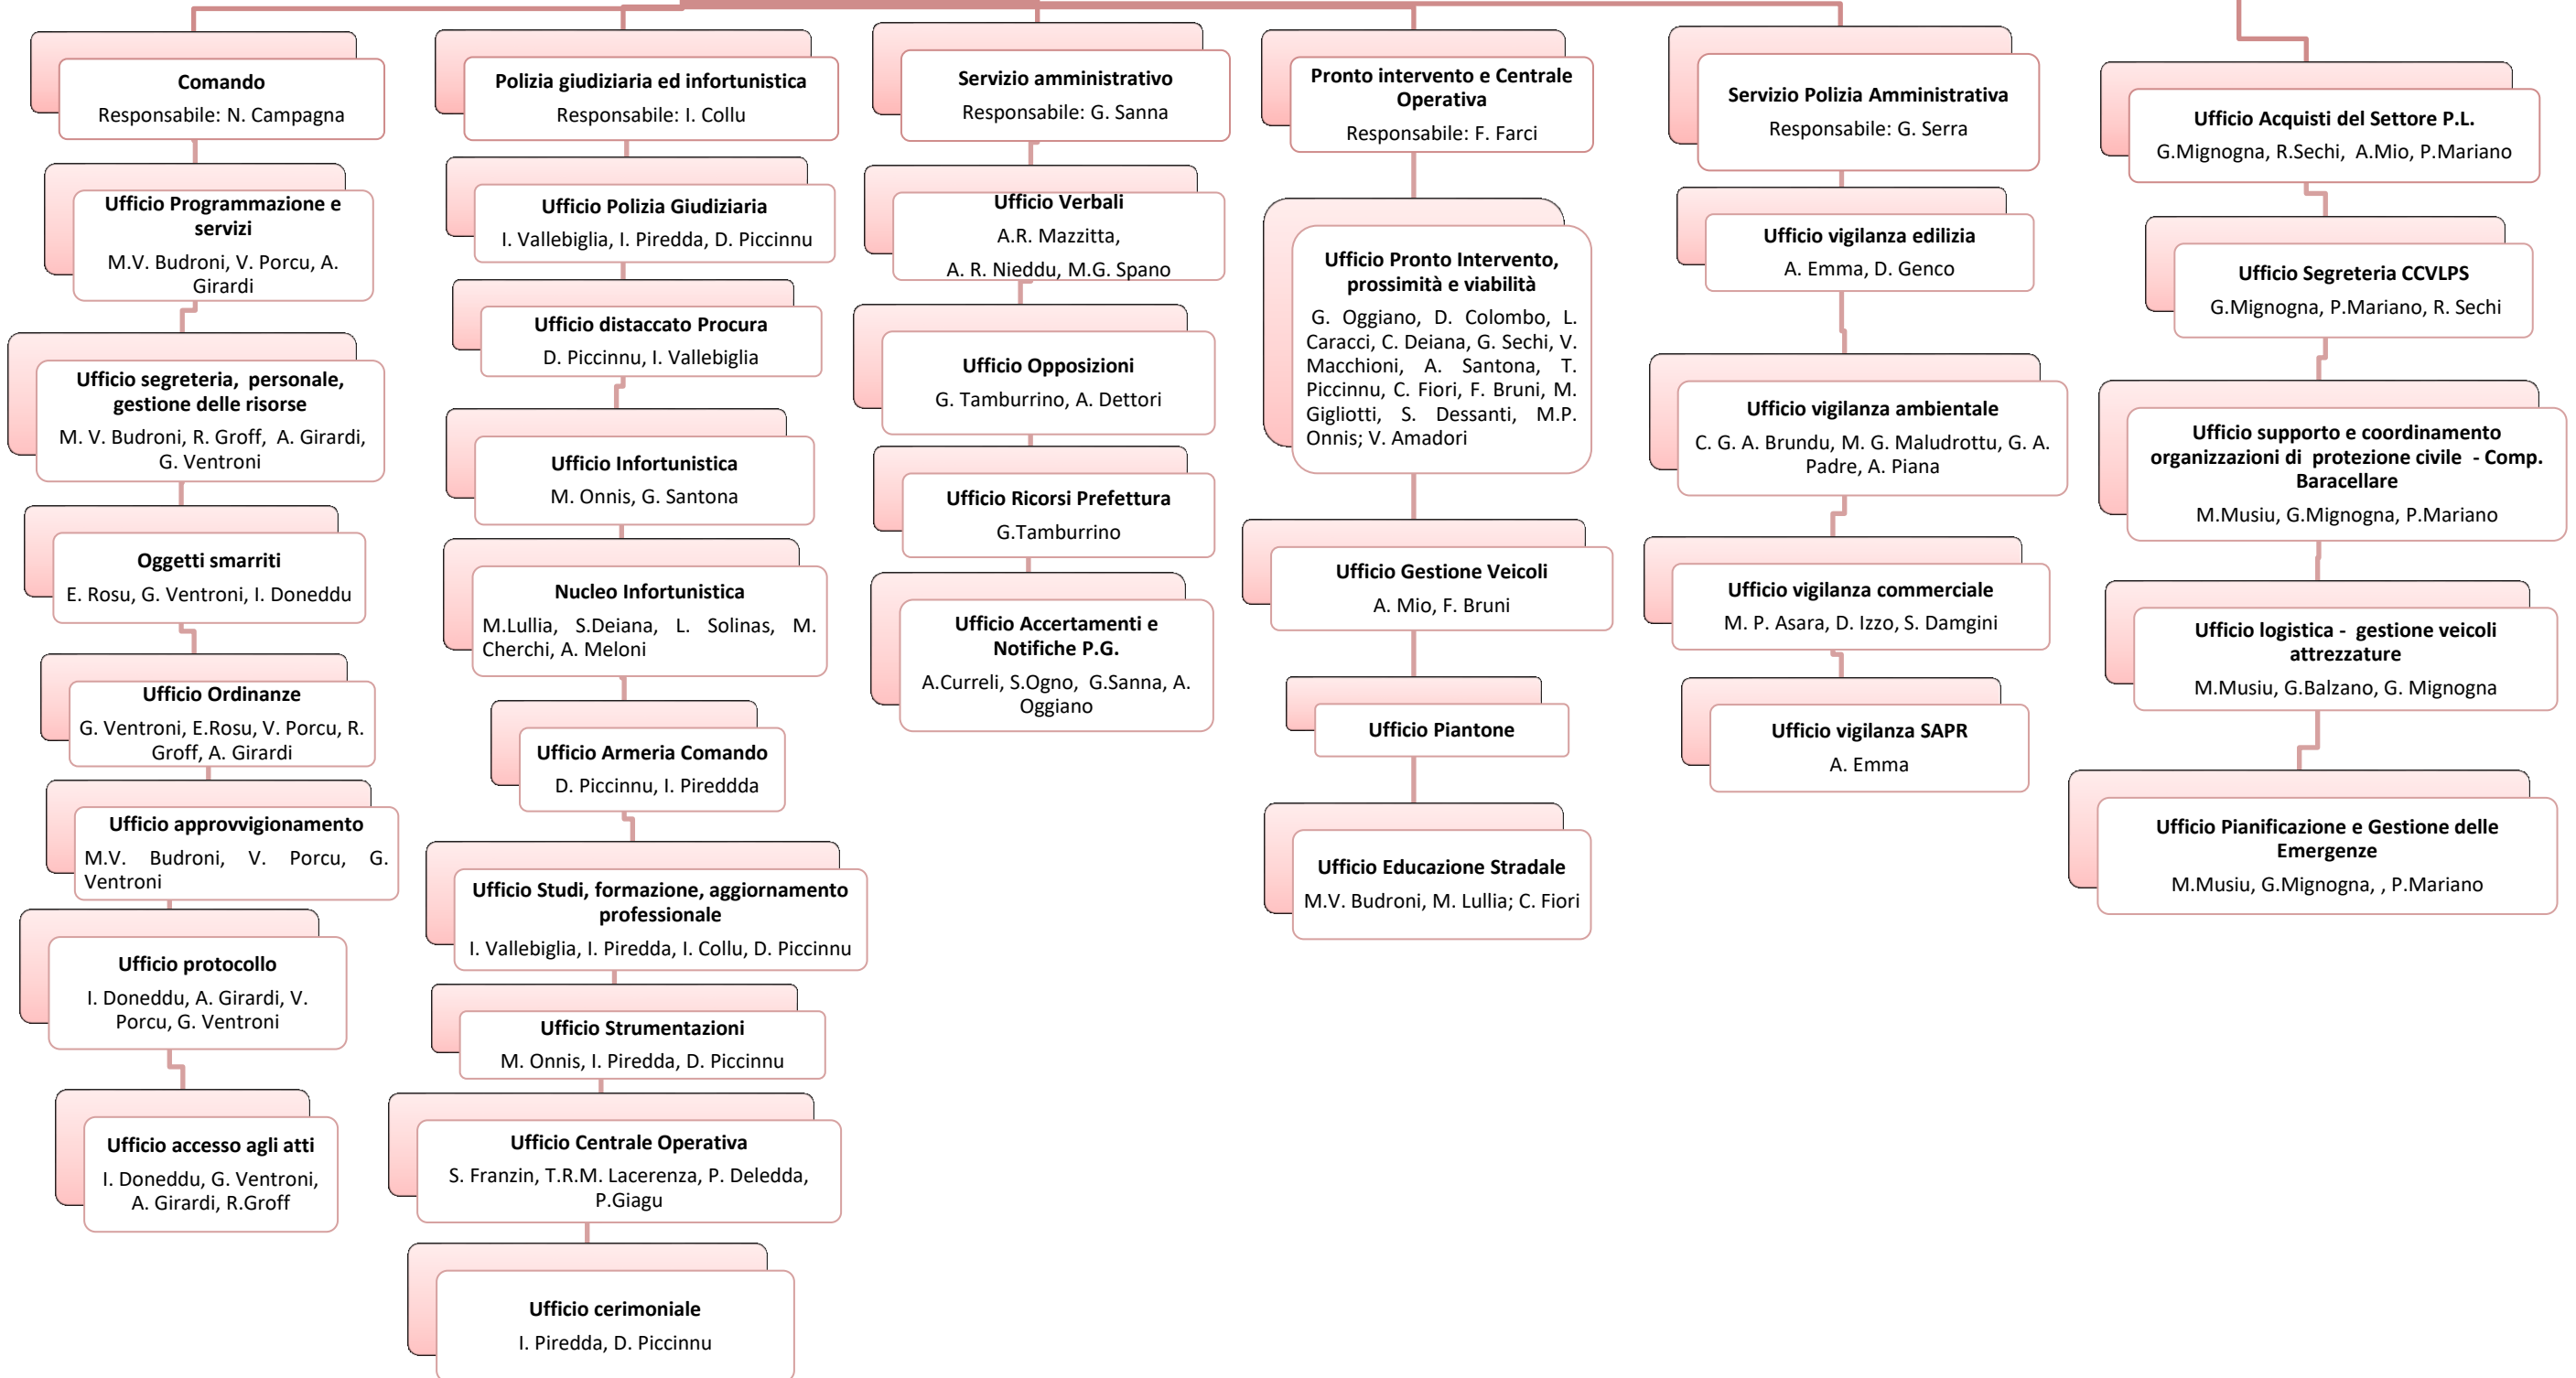 Comando
Responsabile: N. Campagna
Ufficio Programmazione e
servizi
M.V. Budroni, V. Porcu, A.
Girardi
Ufficio segreteria, personale,
gestione delle risorse
M. V. Budroni, R. Groff, A. Girardi,
G. Ventroni
Oggetti smarriti
E. Rosu, G. Ventroni, I. Doneddu
Ufficio Ordinanze
G. Ventroni, E.Rosu, V. Porcu, R.
Groff, A. Girardi
Ufficio approvvigionamento
M.V. Budroni, V. Porcu, G.
Ventroni
Ufficio protocollo
I. Doneddu, A. Girardi, V.
Porcu, G. Ventroni
Ufficio accesso agli atti
I. Doneddu, G. Ventroni,
A. Girardi, R.Groff
Polizia giudiziaria ed infortunistica
Responsabile: I. Collu
Ufficio Polizia Giudiziaria
I. Vallebiglia, I. Piredda, D. Piccinnu
Ufficio distaccato Procura
D. Piccinnu, I. Vallebiglia
Ufficio Infortunistica
M. Onnis, G. Santona
Nucleo Infortunistica
M.Lullia, S.Deiana, L. Solinas, M.
Cherchi, A. Meloni
Ufficio Armeria Comando
D. Piccinnu, I. Pireddda
Ufficio Studi, formazione, aggiornamento
professionale
I. Vallebiglia, I. Piredda, I. Collu, D. Piccinnu
Ufficio Strumentazioni
M. Onnis, I. Piredda, D. Piccinnu
Ufficio Centrale Operativa
S. Franzin, T.R.M. Lacerenza, P. Deledda,
P.Giagu
Ufficio cerimoniale
I. Piredda, D. Piccinnu
Servizio amministrativo
Responsabile: G. Sanna
Ufficio Verbali
A.R. Mazzitta,
A. R. Nieddu, M.G. Spano
Ufficio Opposizioni
G. Tamburrino, A. Dettori
Ufficio Ricorsi Prefettura
G.Tamburrino
Ufficio Accertamenti e
Notifiche P.G.
A.Curreli, S.Ogno, G.Sanna, A.
Oggiano
Pronto intervento e Centrale
Operativa
Responsabile: F. Farci
Ufficio Pronto Intervento,
prossimità e viabilità
G. Oggiano, D. Colombo, L.
Caracci, C. Deiana, G. Sechi, V.
Macchioni, A. Santona, T.
Piccinnu, C. Fiori, F. Bruni, M.
Gigliotti, S. Dessanti, M.P.
Onnis; V. Amadori
Ufficio Gestione Veicoli
A. Mio, F. Bruni
Ufficio Piantone
Ufficio Educazione Stradale
M.V. Budroni, M. Lullia; C. Fiori
Servizio Polizia Amministrativa
Responsabile: G. Serra
Ufficio vigilanza edilizia
A. Emma, D. Genco
Ufficio vigilanza ambientale
C. G. A. Brundu, M. G. Maludrottu, G. A.
Padre, A. Piana
Ufficio vigilanza commerciale
M. P. Asara, D. Izzo, S. Damgini
Ufficio vigilanza SAPR
A. Emma
Ufficio Acquisti del Settore P.L.
G.Mignogna, R.Sechi, A.Mio, P.Mariano
Ufficio Segreteria CCVLPS
G.Mignogna, P.Mariano, R. Sechi
Ufficio supporto e coordinamento
organizzazioni di protezione civile - Comp.
Baracellare
M.Musiu, G.Mignogna, P.Mariano
Ufficio logistica - gestione veicoli
attrezzature
M.Musiu, G.Balzano, G. Mignogna
Ufficio Pianificazione e Gestione delle
Emergenze
M.Musiu, G.Mignogna, , P.Mariano